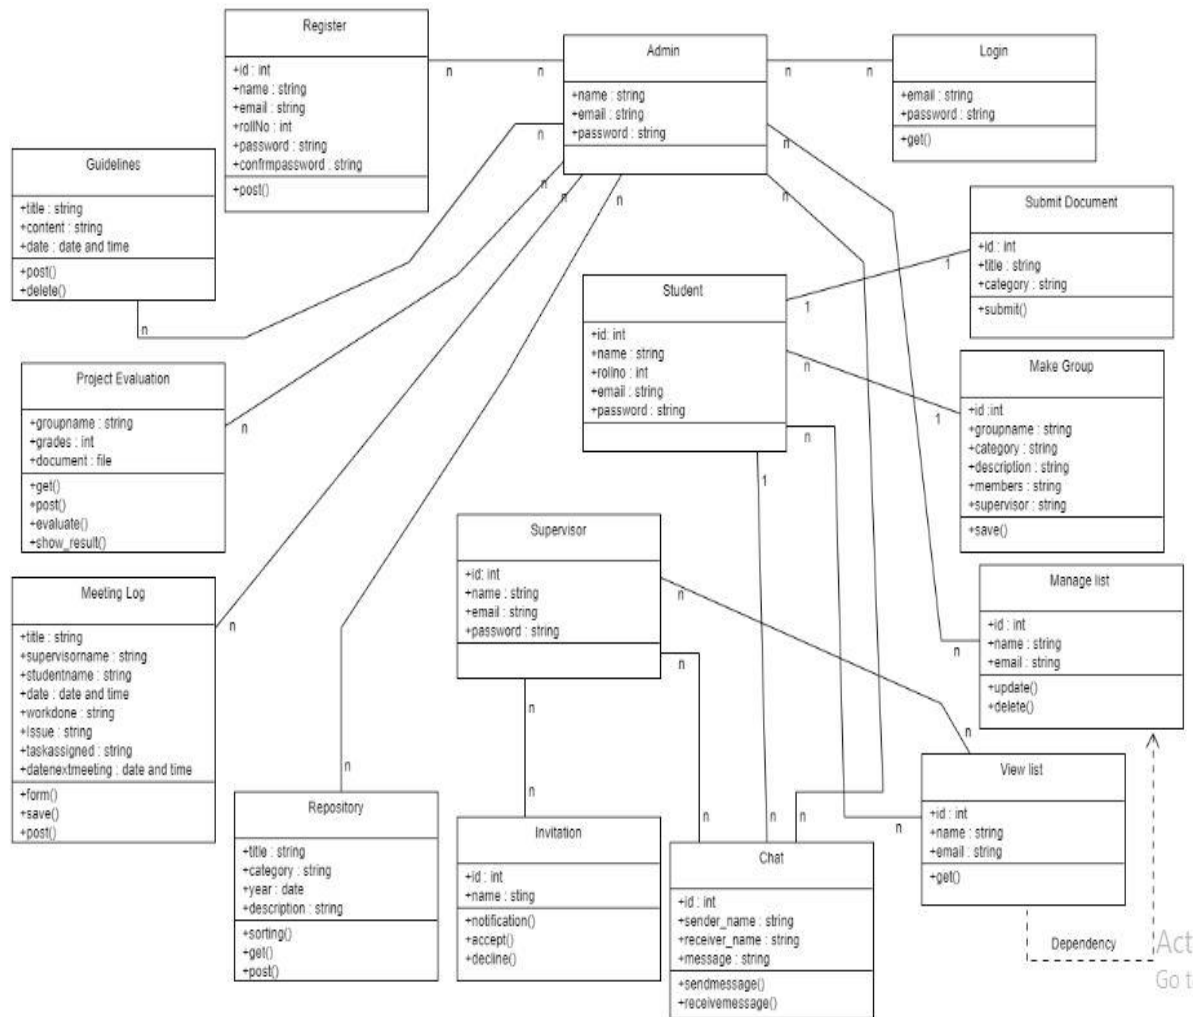 Register
+id : int
+name : string
+email : string
+rollNo : int
+password : string
+confrmpassword : string
+post()
n
n
Admin
+name : string
+email : string
+password : string
n
n
Login
+email : string
+password : string
+get()
Guidelines
+title : string
+content : string
+date : date and time
+post()
+delete()
n
n
n
n
n
n
n
Submit Document
+id : int
+title : string
+category : string
+submit()
1
1
Student
+id: int
+name : string
+rollno : int
+email : string
+password : string
n
1
n
1
Make Group
+id :int
+groupname : string
+category : string
+description : string
+members : string
+supervisor : string
+save()
Project Evaluation
+groupname : string
+grades : int
+document : file
+get()
+post()
+evaluate()
+show_result()
n
Supervisor
+id: int
+name : string
+email : string
+password : string
n
n
n
Manage list
+id : int
+name : string
+email : string
+update()
+delete()
n
Meeting Log
+title : string
+supervisorname : string
+studentname : string
+date : date and time
+workdone : string
+Issue : string
+taskassigned : string
+datenextmeeting : date and time
+form()
+save()
+post()
n
n
Repository
+title : string
+category : string
+year : date
+description : string
+sorting()
+get()
+post()
n
Invitation
+id : int
+name : sting
+notification()
+accept()
+decline()
n
n
n
Chat
+id : int
+sender_name : string
+receiver_name : string
+message : string
+sendmessage()
+receivemessage()
n
n
View list
+id : int
+name : string
+email : string
+get()
Dependency
Act
Go t